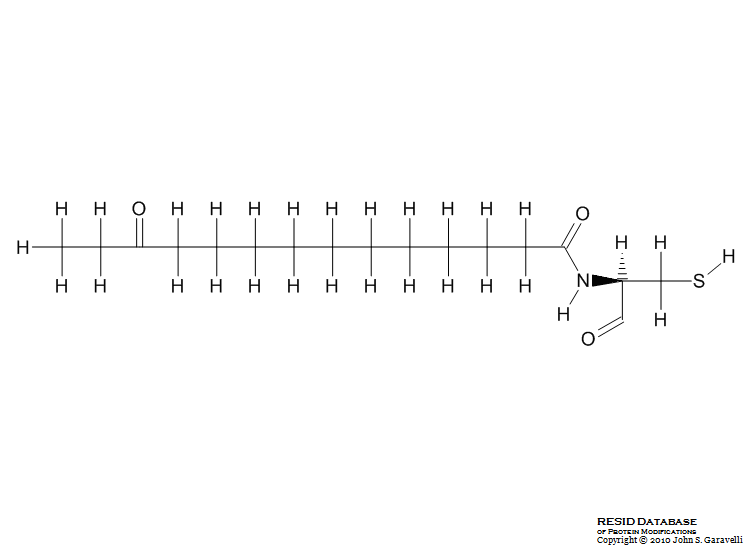 H H O H H H H H H H H H H O
H H H H
H H H H H H H H H H H H N S
H H
O
RESID DATABASE
OF PROTEIN MODIFICATIONS
Copyright © 2010 John S. Garavelli